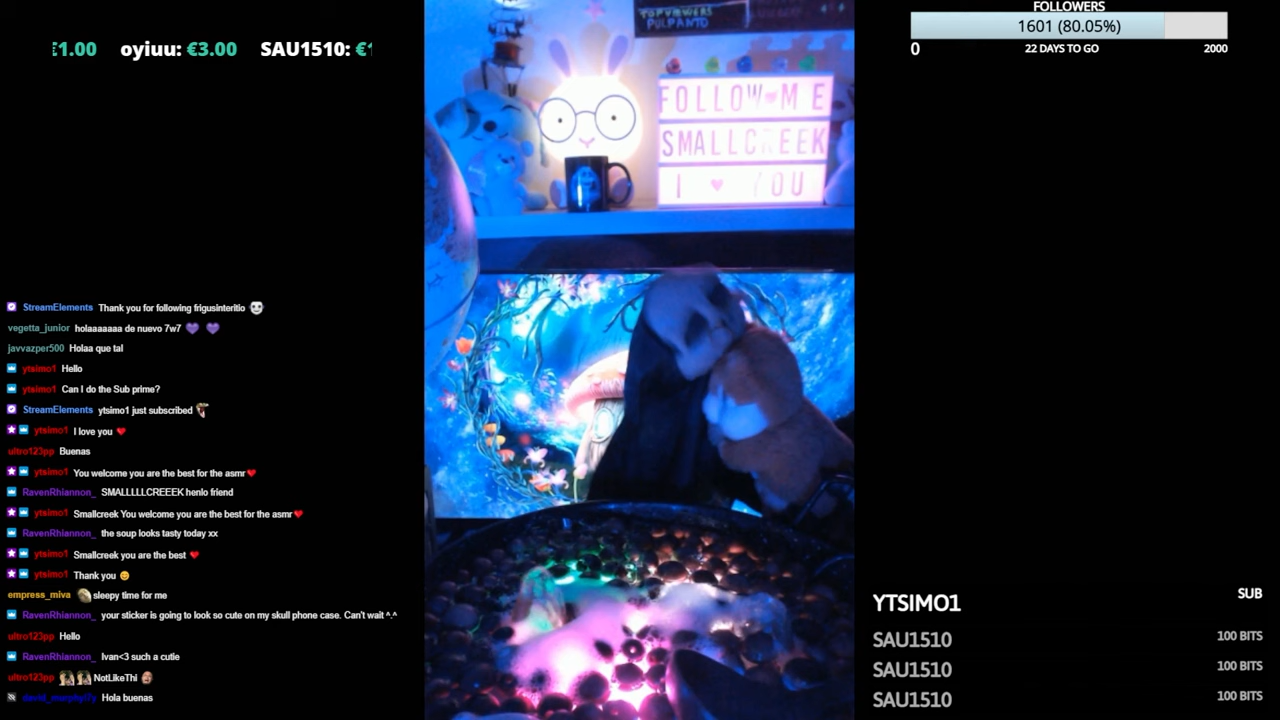 £1.00 oyiuu: €3.00 SAU1510: €1
TOPVIEWERS
PULPANTO
FOLLOW♥ME
SMALLCREEK
I ♥ YOU
FOLLOWERS
1601 (80.05%)
0 22 DAYS TO GO 2000
StreamElements Thank you for following frigusinteritio
vegetta_junior holaaaaaaa de nuevo 7w7 💜 💜
javvazper500 Holaa que tal
ytsimo1 Hello
ytsimo1 Can I do the Sub prime?
StreamElements ytsimo1 just subscribed
ytsimo1 I love you ❤
ultro123pp Buenas
ytsimo1 You welcome you are the best for the asmr❤
RavenRhiannon_ SMALLLLLCREEEK henlo friend
ytsimo1 Smallcreek You welcome you are the best for the asmr❤
RavenRhiannon_ the soup looks tasty today xx
ytsimo1 Smallcreek you are the best ❤
ytsimo1 Thank you 😊
empress_miva sleepy time for me
RavenRhiannon_ your sticker is going to look so cute on my skull phone case. Can't wait ^.^
ultro123pp Hello
RavenRhiannon_ Ivan<3 such a cutie
ultro123pp NotLikeThi
Hola buenas
YTSIMO1 SUB
SAU1510 100 BITS
SAU1510 100 BITS
SAU1510 100 BITS